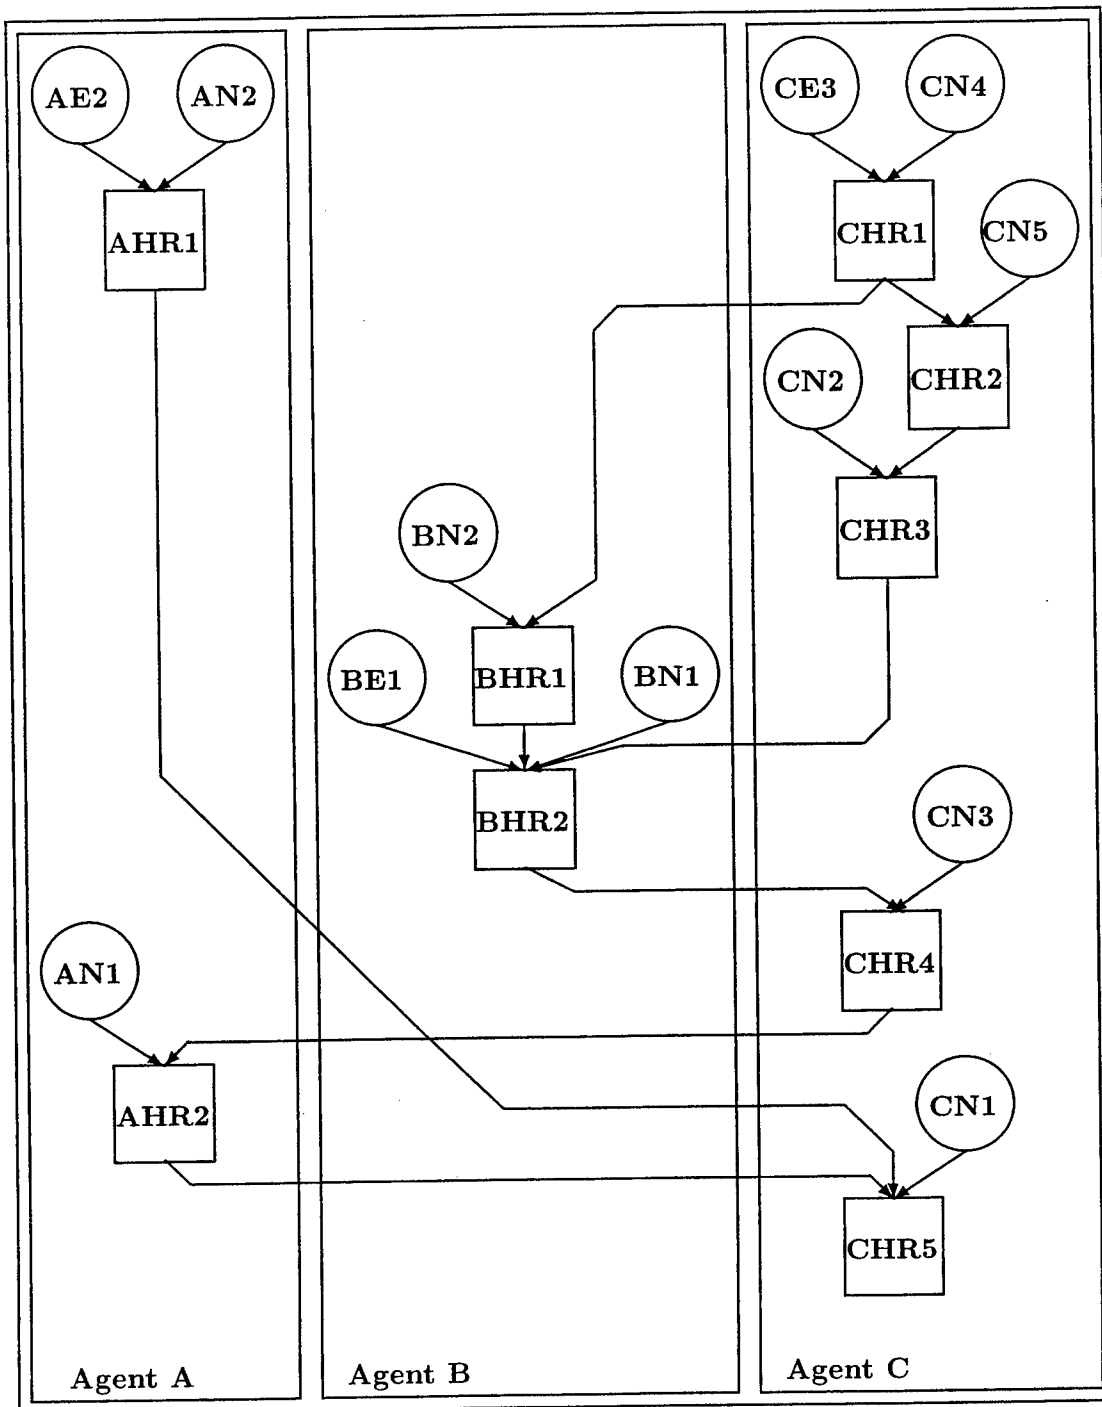 AE2
AN2
AHR1
AN1
AHR2
Agent A
BN2
BE1
BHR1
BN1
BHR2
Agent B
CE3
CN4
CHR1
CN5
CN2
CHR2
CHR3
CN3
CHR4
CN1
CHR5
Agent C